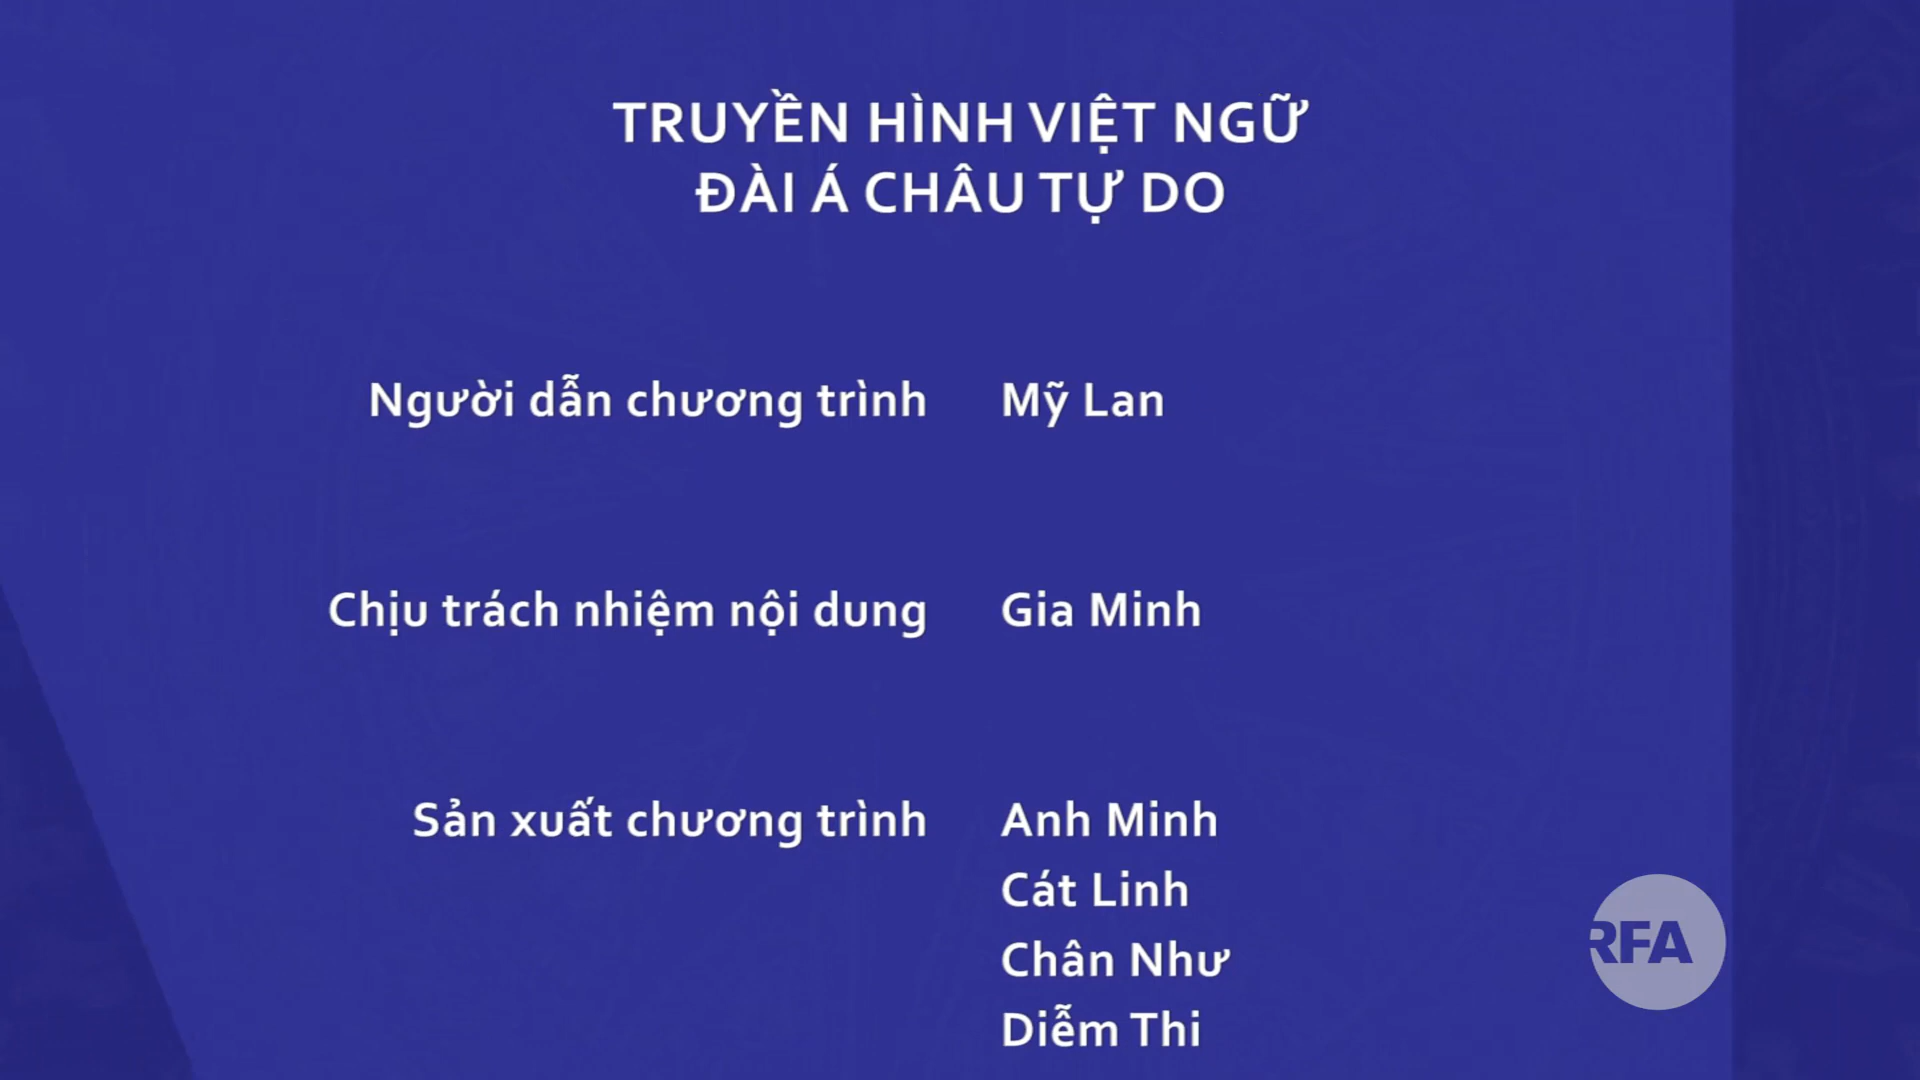 TRUYỀN HÌNH VIỆT NGỮ
ĐÀI Á CHÂU TỰ DO
Người dẫn chương trình Mỹ Lan
Chịu trách nhiệm nội dung Gia Minh
Sản xuất chương trình Anh Minh
Cát Linh
Chân Như
Diễm Thi
RFA